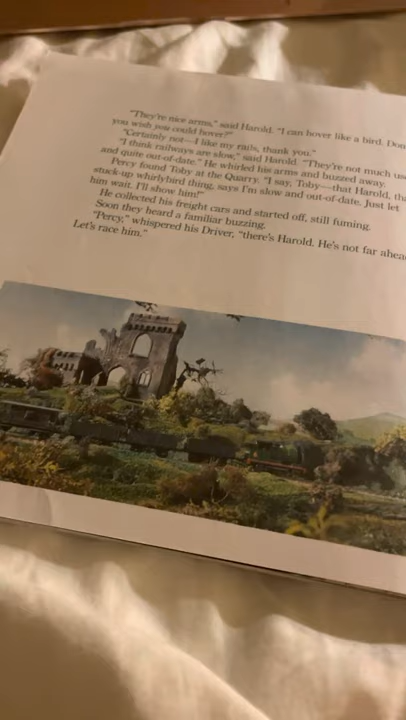 "They're nice arms," said Harold. "I can hover like a bird. Don
you wish you could hover?"
"Certainly not—I like my rails, thank you."
"I think railways are slow," said Harold. "They're not much us
and quite out-of-date." He whirled his arms and buzzed away.
Percy found Toby at the Quarry. "I say, Toby—that Harold, tha
stuck-up whirlybird thing, says I'm slow and out-of-date. Just let
him wait. I'll show him!"
He collected his freight cars and started off, still fuming.
Soon they heard a familiar buzzing.
"Percy," whispered his Driver, "there's Harold. He's not far ahea
Let's race him."